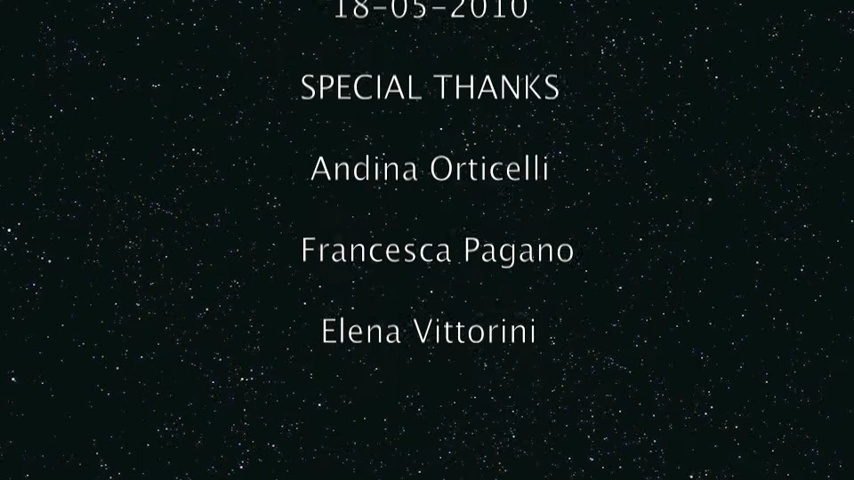 18-05-2010
SPECIAL THANKS
Andina Orticelli
Francesca Pagano
Elena Vittorini